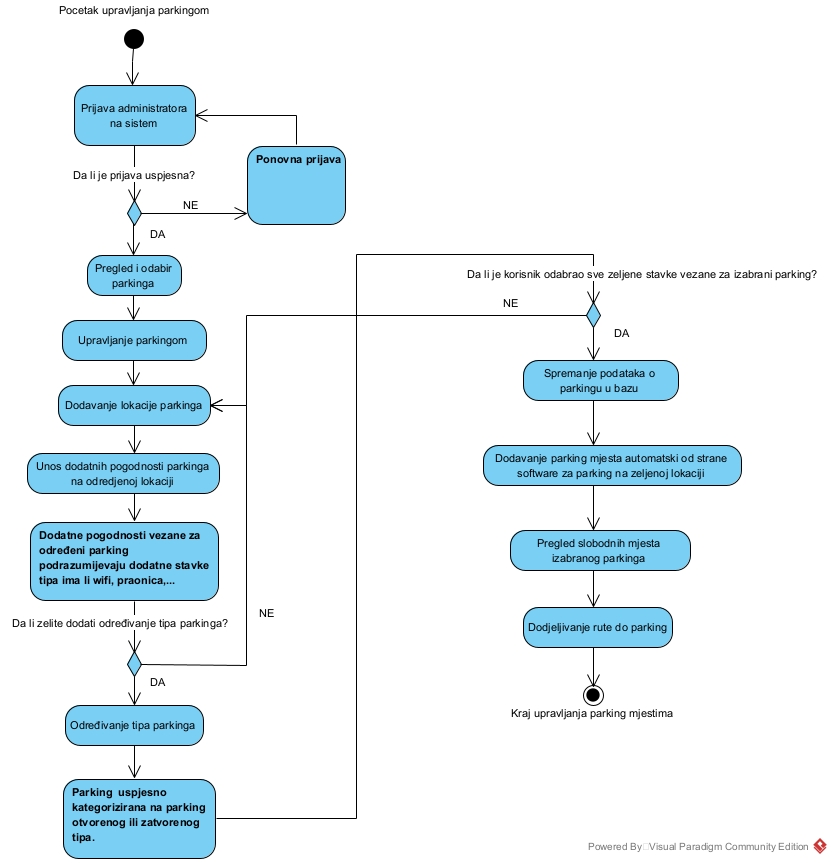 Pocetak upravljanja parkingom
Prijava administratora
na sistem
Ponovna prijava
Da li je prijava uspjesna?
NE
DA
Pregled i odabir
parkinga
Upravljanje parkingom
Dodavanje lokacije parkinga
Unos dodatnih pogodnosti parkinga
na odredjenoj lokaciji
Dodatne pogodnosti vezane za
određeni parking
podrazumijevaju dodatne stavke
tipa ima li wifi, praonica,...
NE
Da li zelite dodati određivanje tipa parkinga?
DA
Određivanje tipa parkinga
Parking uspjesno
kategorizirana na parking
otvorenog ili zatvorenog
tipa.
Da li je korisnik odabrao sve zeljene stavke vezane za izabrani parking?
NE
DA
Spremanje podataka o
parkingu u bazu
Dodavanje parking mjesta automatski od strane
software za parking na zeljenoj lokaciji
Pregled slobodnih mjesta
izabranog parkinga
Dodjeljivanje rute do parking
Kraj upravljanja parking mjestima
Powered By Visual Paradigm Community Edition